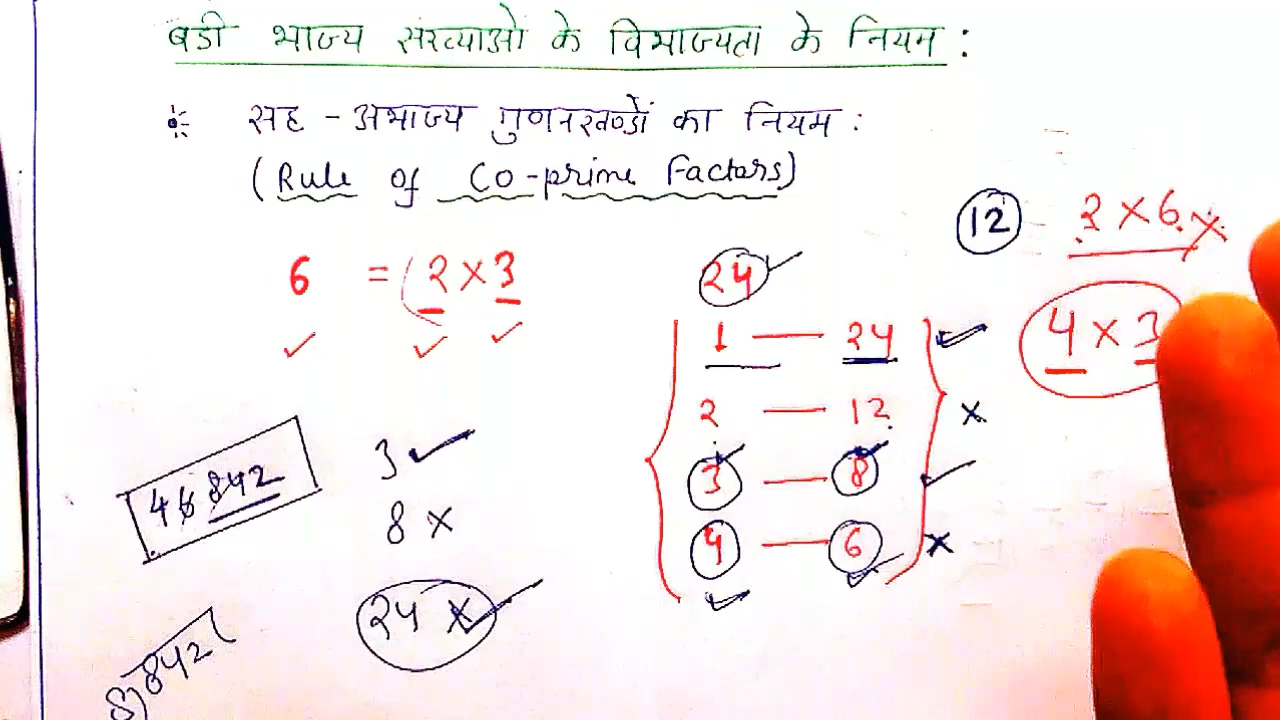 बडी भाज्य संख्याओं के विभाज्यता के नियम :
सह - अभाज्य गुणनखण्डों का नियम :
(Rule of Co-prime Factors)
12 2 × 6 ×
4 × 3
6 = (2 × 3
✓ ✓ ✓
24 ✓
1 — 24 ✓
2 — 12 ×
3 — 8 ✓
4 — 6 ×
46842
3 ✓
8 ×
24 × ✓
8)842(